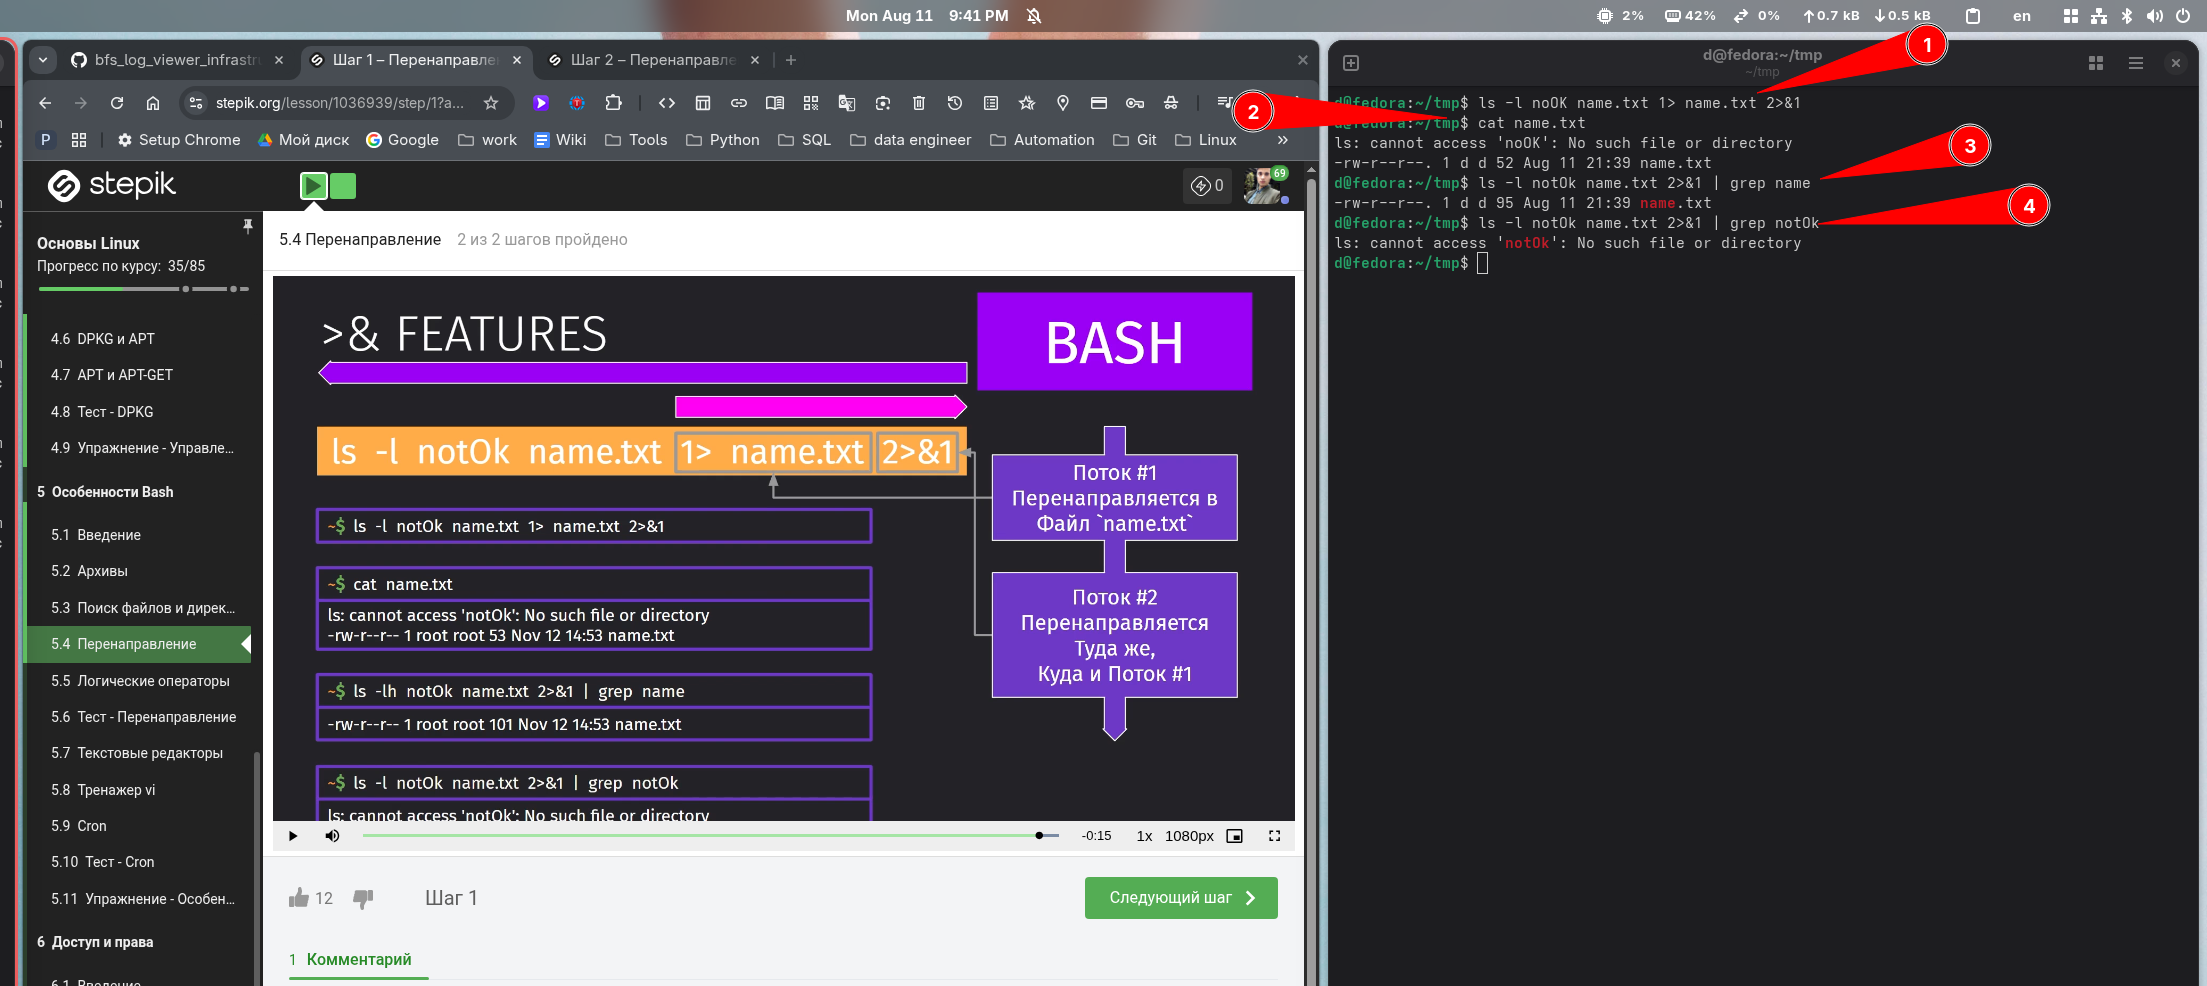 Mon Aug 11 9:41 PM
2% 42% 0% 0.7 kB 0.5 kB en
bfs_log_viewer_infrastr
Шаг 1 – Перенаправле
Шаг 2 – Перенаправле
stepik.org/lesson/1036939/step/1?a...
P Setup Chrome Мой диск Google work Wiki Tools Python SQL data engineer Git Linux »
stepik
0
69
Основы Linux
Прогресс по курсу: 35/85
4.6 DPKG и APT
4.7 APT и APT-GET
4.8 Тест - DPKG
4.9 Упражнение - Управле...
5 Особенности Bash
5.1 Введение
5.2 Архивы
5.3 Поиск файлов и дирек...
5.4 Перенаправление
5.5 Логические операторы
5.6 Тест - Перенаправление
5.7 Текстовые редакторы
5.8 Тренажер vi
5.9 Cron
5.10 Тест - Cron
5.11 Упражнение - Особен...
6 Доступ и права
6.1 Введение
5.4 Перенаправление 2 из 2 шагов пройдено
>& FEATURES
BASH
ls -l notOk name.txt 1> name.txt 2>&1
~$ ls -l notOk name.txt 1> name.txt 2>&1
~$ cat name.txt
ls: cannot access 'notOk': No such file or directory
-rw-r--r-- 1 root root 53 Nov 12 14:53 name.txt
~$ ls -lh notOk name.txt 2>&1 | grep name
-rw-r--r-- 1 root root 101 Nov 12 14:53 name.txt
~$ ls -l notOk name.txt 2>&1 | grep notOk
ls: cannot access 'notOk': No such file or directory
Поток #1
Перенаправляется в
Файл `name.txt`
Поток #2
Перенаправляется
Туда же,
Куда и Поток #1
-0:15 1x 1080px
12
Шаг 1
Следующий шаг
1 Комментарий
d@fedora:~/tmp
~/tmp
d@fedora:~/tmp$ ls -l noOK name.txt 1> name.txt 2>&1
d@fedora:~/tmp$ cat name.txt
ls: cannot access 'noOK': No such file or directory
-rw-r--r--. 1 d d 52 Aug 11 21:39 name.txt
d@fedora:~/tmp$ ls -l notOk name.txt 2>&1 | grep name
-rw-r--r--. 1 d d 95 Aug 11 21:39 name.txt
d@fedora:~/tmp$ ls -l notOk name.txt 2>&1 | grep notOk
ls: cannot access 'notOk': No such file or directory
d@fedora:~/tmp$
1
2
3
4